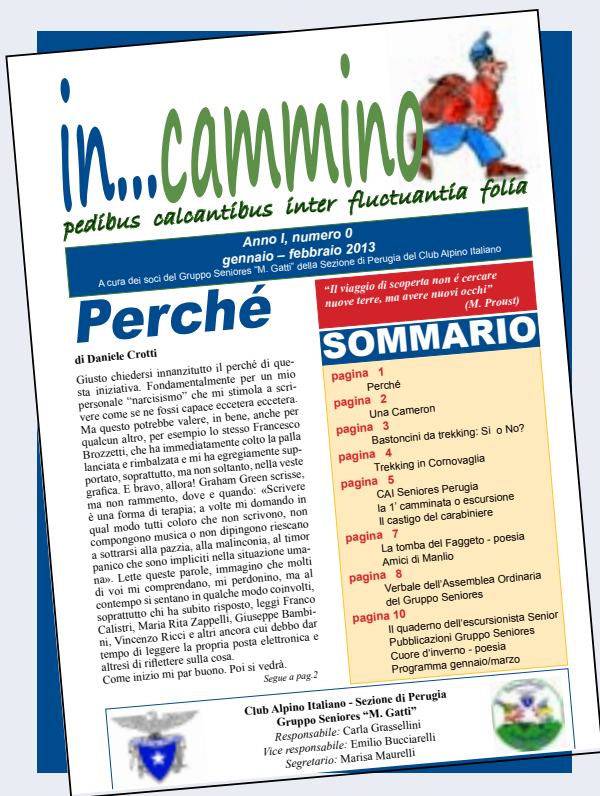 in...cammino
pedibus calcantibus inter fluctuantia folia
Anno I, numero 0
gennaio – febbraio 2013
A cura dei soci del Gruppo Seniores "M. Gatti" della Sezione di Perugia del Club Alpino Italiano
Perché
di Daniele Crotti
Giusto chiedersi innanzitutto il perché di que-
sta iniziativa. Fondamentalmente per un mio
personale "narcisismo" che mi stimola a scri-
vere come se ne fossi capace eccetera eccetera.
Ma questo potrebbe valere, in bene, anche per
qualcun altro, per esempio lo stesso Francesco
Brozzetti, che ha immediatamente colto la palla
lanciata e rimbalzata e mi ha egregiamente sup-
portato, soprattutto, ma non soltanto, nella veste
grafica. E bravo, allora! Graham Green scrisse,
ma non rammento, dove e quando: «Scrivere
è una forma di terapia; a volte mi domando in
qual modo tutti coloro che non scrivono, non
compongono musica o non dipingono riescano
a sottrarsi alla pazzia, alla malinconia, al timor
panico che sono impliciti nella situazione uma-
na». Lette queste parole, immagino che molti
di voi mi comprendano, mi perdonino, ma al
contempo si sentano in qualche modo coinvolti,
soprattutto chi ha subito risposto, leggi Franco
Calistri, Maria Rita Zappelli, Giuseppe Bambi-
ni, Vincenzo Ricci e altri ancora cui debbo dar
tempo di leggere la propria posta elettronica e
altresì di riflettere sulla cosa.
Come inizio mi par buono. Poi si vedrà.
Segue a pag.2
"Il viaggio di scoperta non é cercare
nuove terre, ma avere nuovi occhi"
(M. Proust)
SOMMARIO
pagina 1
Perché
pagina 2
Una Cameron
pagina 3
Bastoncini da trekking: Si o No?
pagina 4
Trekking in Cornovaglia
pagina 5
CAI Seniores Perugia
la 1' camminata o escursione
Il castigo del carabiniere
pagina 7
La tomba del Faggeto - poesia
Amici di Manlio
pagina 8
Verbale dell'Assemblea Ordinaria
del Gruppo Seniores
pagina 10
Il quaderno dell'escursionista Senior
Pubblicazioni Gruppo Seniores
Cuore d'inverno - poesia
Programma gennaio/marzo
Club Alpino Italiano - Sezione di Perugia
Gruppo Seniores "M. Gatti"
Responsabile: Carla Grassellini
Vice responsabile: Emilio Bucciarelli
Segretario: Marisa Maurelli